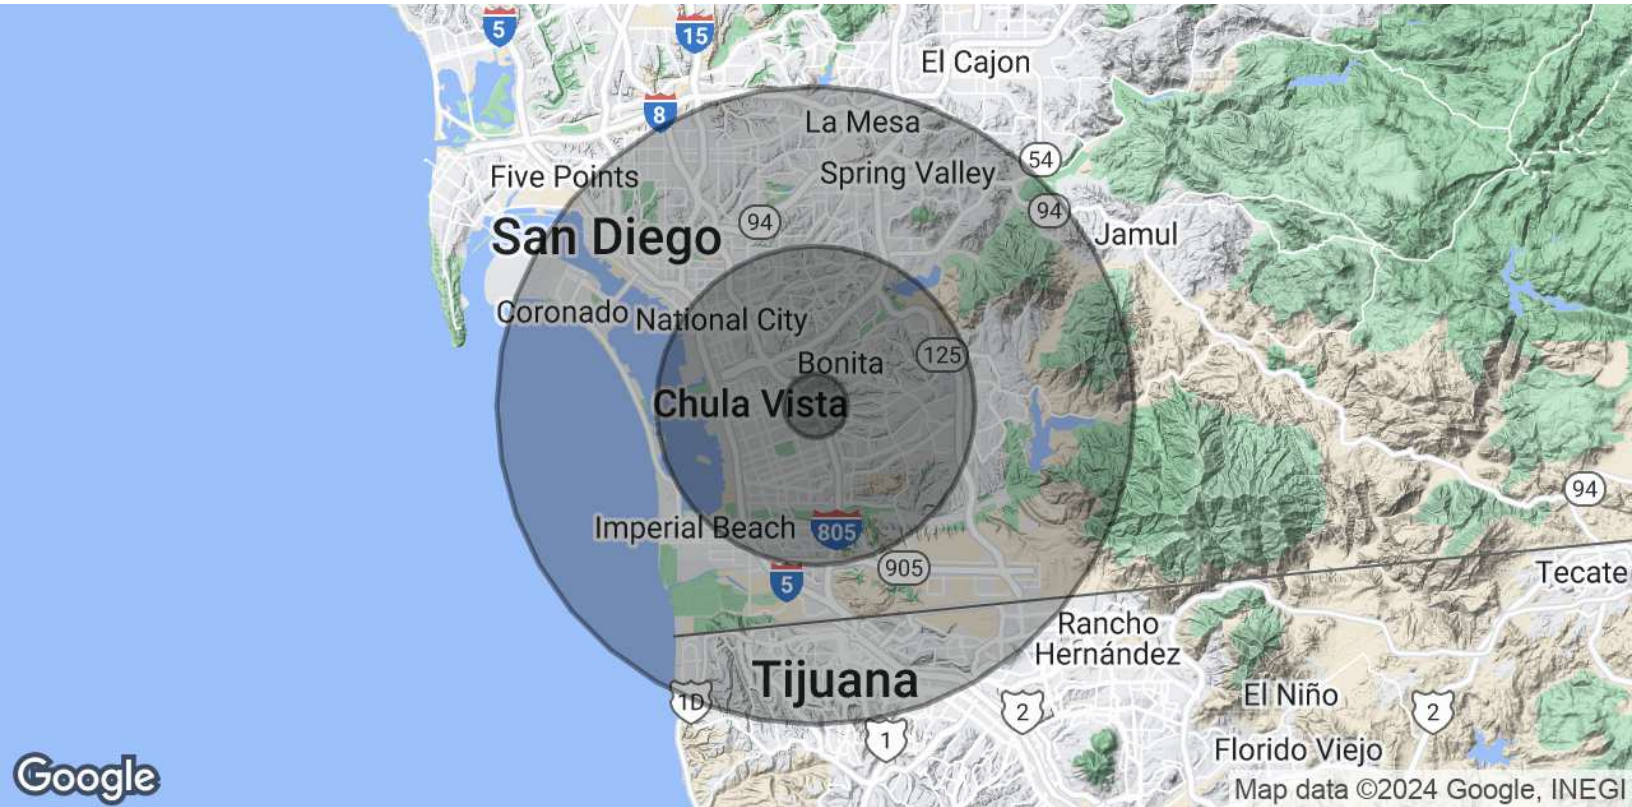 5
15
El Cajon
8
La Mesa
54
Five Points
Spring Valley
94
94
San Diego
Jamul
Coronado
National City
125
Bonita
Chula Vista
94
Imperial Beach
805
905
5
Tecate
Rancho
Hernández
Tijuana
1D
El Niño
2
2
1
Florido Viejo
Google
Map data ©2024 Google, INEGI